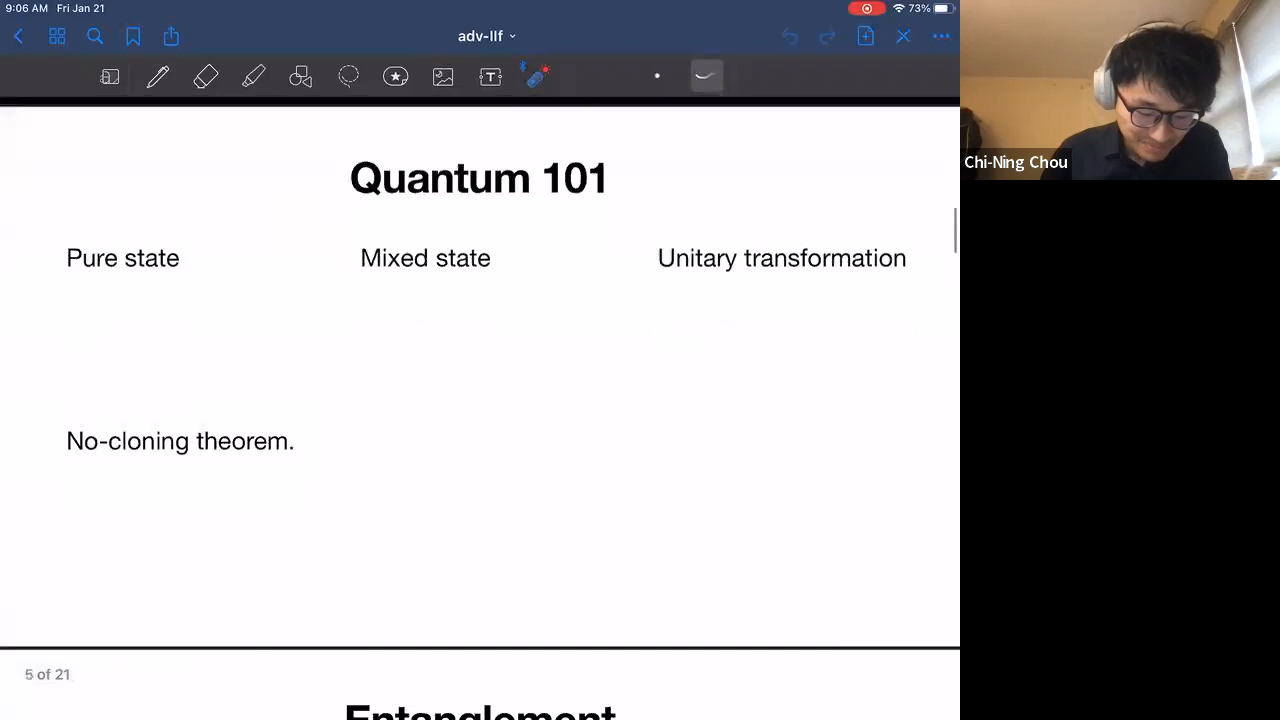 9:06 AM Fri Jan 21
73%
adv-llf
T
Quantum 101
Pure state
Mixed state
Unitary transformation
No-cloning theorem.
5 of 21
Entanglement
Chi-Ning Chou